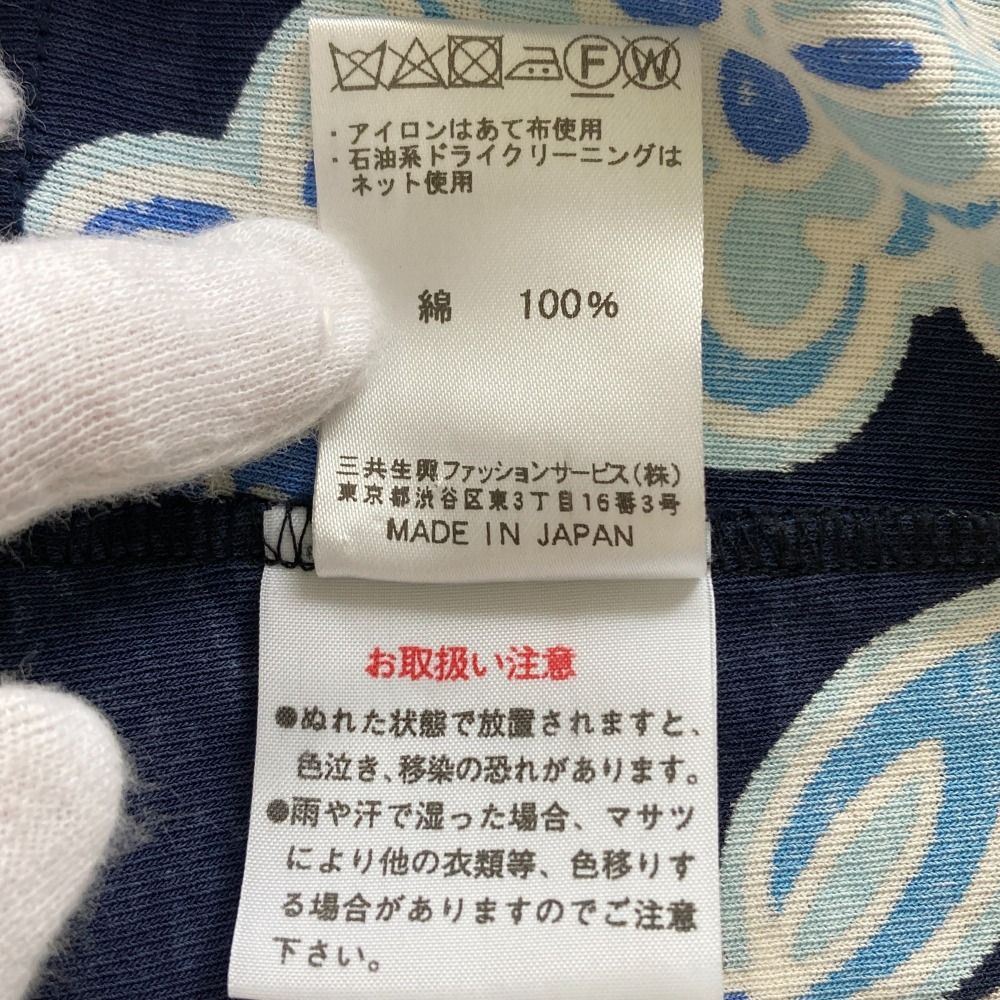 F W
・アイロンはあて布使用
・石油系ドライクリーニングは
ネット使用
綿 100%
三共生興ファッションサービス(株)
東京都渋谷区東3丁目16番3号
MADE IN JAPAN
お取扱い注意
●ぬれた状態で放置されますと、
色泣き、移染の恐れがあります。
●雨や汗で湿った場合、マサツ
により他の衣類等、色移りす
る場合がありますのでご注意
下さい。